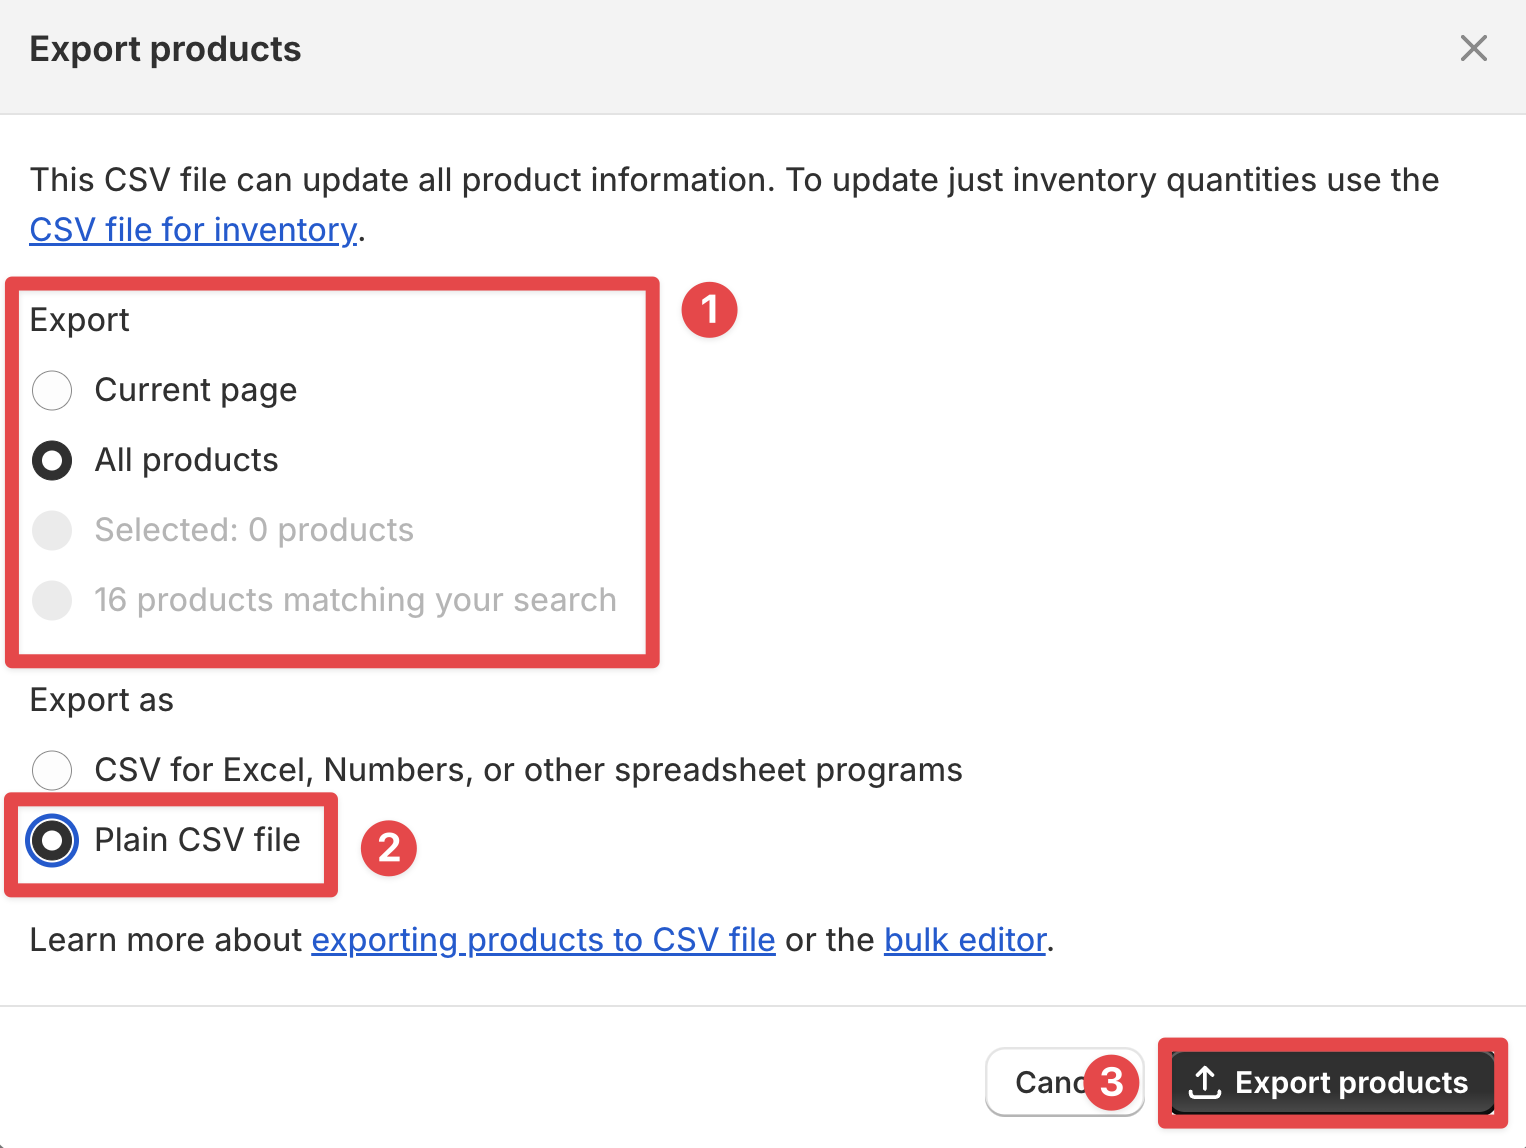 Export products
This CSV file can update all product information. To update just inventory quantities use the
CSV file for inventory.
1
Export
Current page
All products
Selected: 0 products
16 products matching your search
Export as
CSV for Excel, Numbers, or other spreadsheet programs
Plain CSV file
2
Learn more about exporting products to CSV file or the bulk editor.
Canc
3
Export products